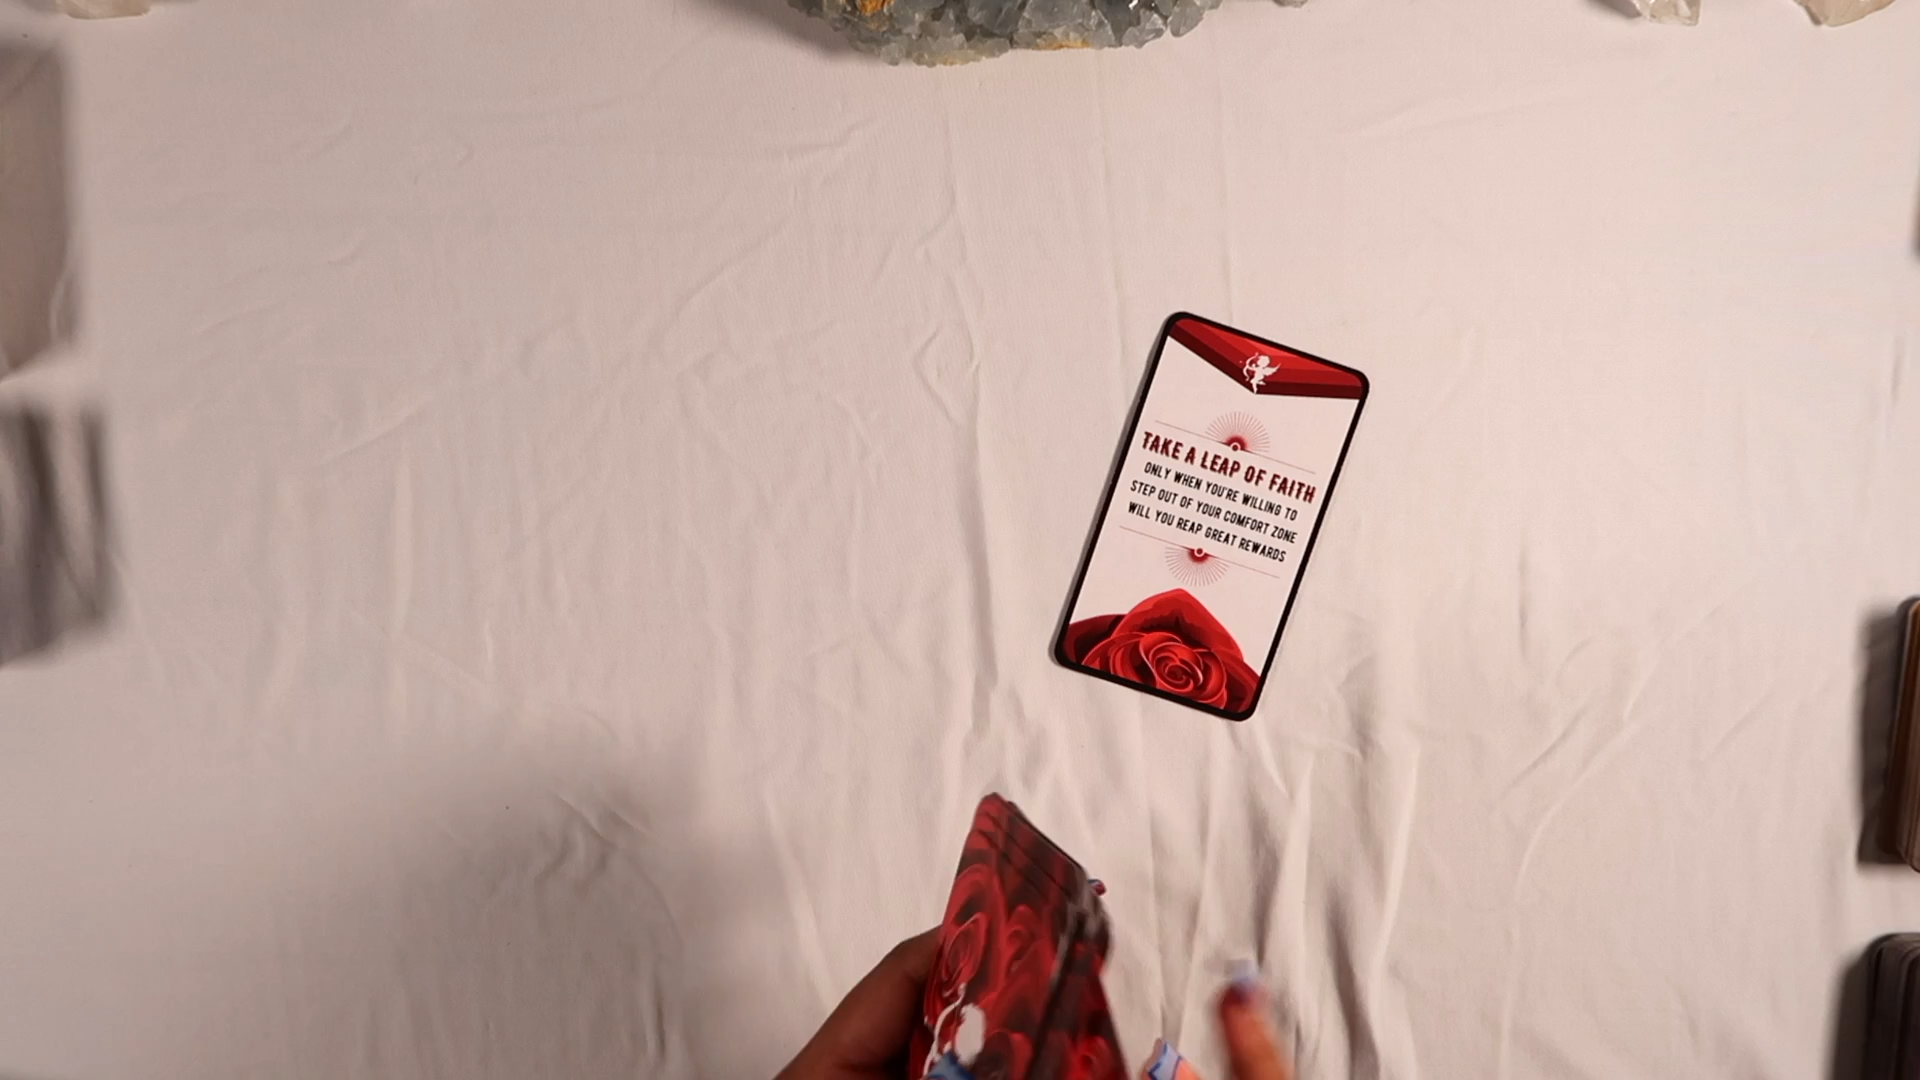 TAKE A LEAP OF FAITH
ONLY WHEN YOU'RE WILLING TO
STEP OUT OF YOUR COMFORT ZONE
WILL YOU REAP GREAT REWARDS